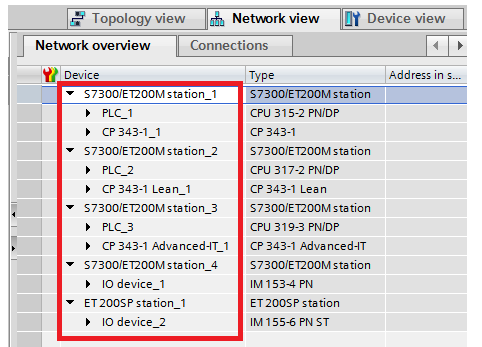 Topology view Network view Device view
Network overview Connections
Device Type Address in s...
S7300/ET200M station_1 S7300/ET200M station
PLC_1 CPU 315-2 PN/DP
CP 343-1_1 CP 343-1
S7300/ET200M station_2 S7300/ET200M station
PLC_2 CPU 317-2 PN/DP
CP 343-1 Lean_1 CP 343-1 Lean
S7300/ET200M station_3 S7300/ET200M station
PLC_3 CPU 319-3 PN/DP
CP 343-1 Advanced-IT_1 CP 343-1 Advanced-IT
S7300/ET200M station_4 S7300/ET200M station
IO device_1 IM 153-4 PN
ET 200SP station_1 ET 200SP station
IO device_2 IM 155-6 PN ST